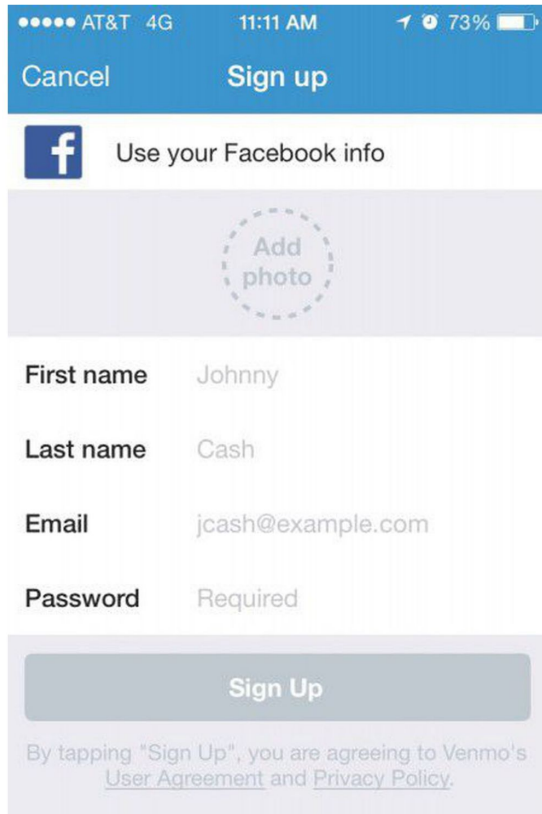 AT&T 4G 11:11 AM 73%
Cancel Sign up
f Use your Facebook info
Add
photo
First name Johnny
Last name Cash
Email jcash@example.com
Password Required
Sign Up
By tapping "Sign Up", you are agreeing to Venmo's
User Agreement and Privacy Policy.